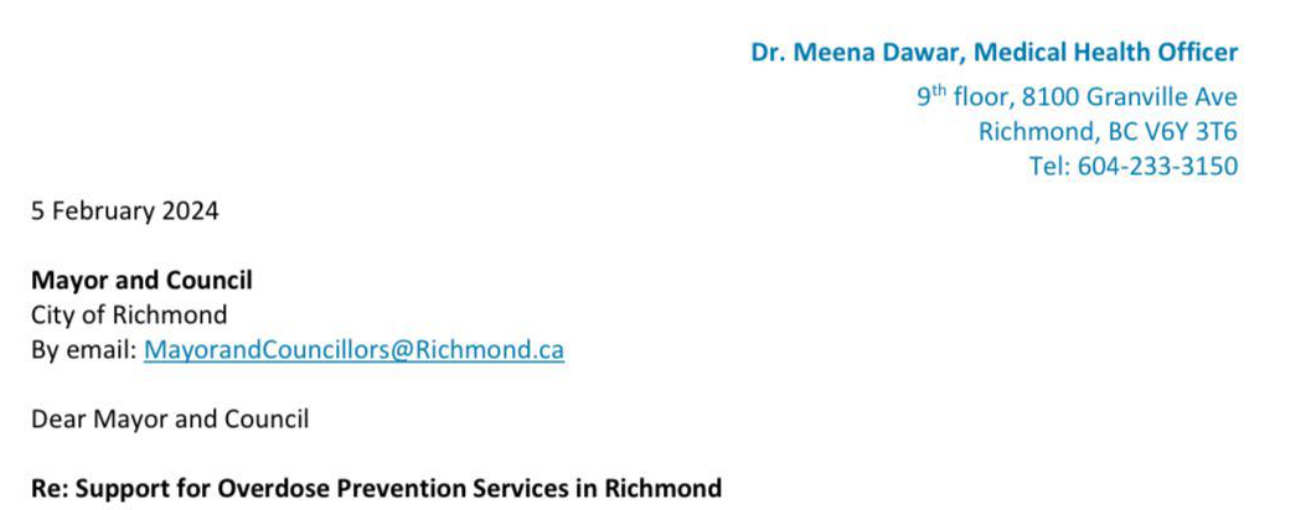 Dr. Meena Dawar, Medical Health Officer
9th floor, 8100 Granville Ave
Richmond, BC V6Y 3T6
Tel: 604-233-3150
5 February 2024
Mayor and Council
City of Richmond
By email: MayorandCouncillors@Richmond.ca
Dear Mayor and Council
Re: Support for Overdose Prevention Services in Richmond